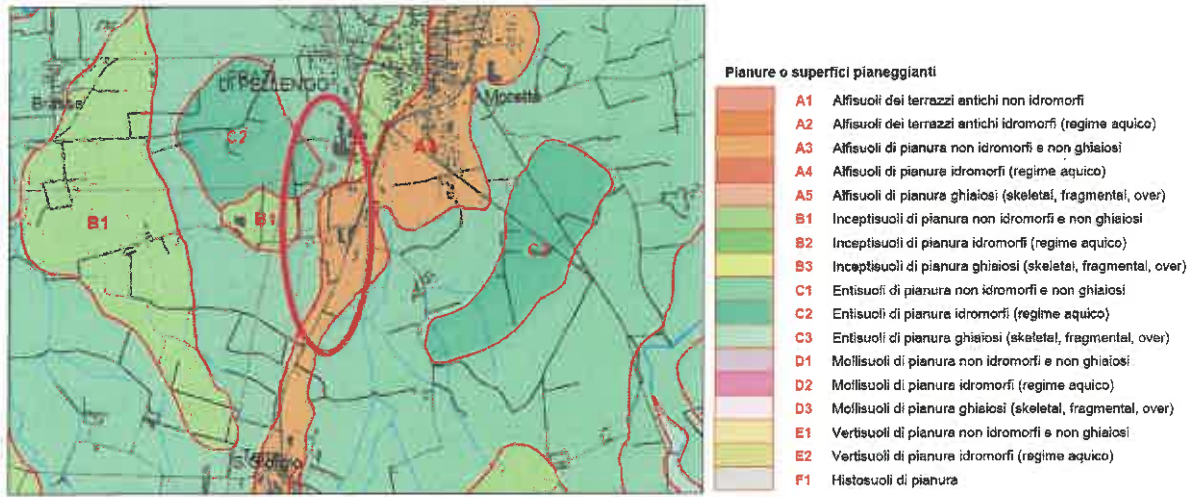 Brassa
DI PELLENGO
C2
Moretta
A3
B1
B1
C2
S. Giorgio
Pianure o superfici pianeggianti
A1 Alfisuoli dei terrazzi antichi non idromorfi
A2 Alfisuoli dei terrazzi antichi idromorfi (regime aquico)
A3 Alfisuoli di pianura non idromorfi e non ghiaiosi
A4 Alfisuoli di pianura idromorfi (regime aquico)
A5 Alfisuoli di pianura ghiaiosi (skeletal, fragmental, over)
B1 Inceptisuoli di pianura non idromorfi e non ghiaiosi
B2 Inceptisuoli di pianura idromorfi (regime aquico)
B3 Inceptisuoli di pianura ghiaiosi (skeletal, fragmental, over)
C1 Entisuoli di pianura non idromorfi e non ghiaiosi
C2 Entisuoli di pianura idromorfi (regime aquico)
C3 Entisuoli di pianura ghiaiosi (skeletal, fragmental, over)
D1 Mollisuoli di pianura non idromorfi e non ghiaiosi
D2 Mollisuoli di pianura idromorfi (regime aquico)
D3 Mollisuoli di pianura ghiaiosi (skeletal, fragmental, over)
E1 Vertisuoli di pianura non idromorfi e non ghiaiosi
E2 Vertisuoli di pianura idromorfi (regime aquico)
F1 Histosuoli di pianura